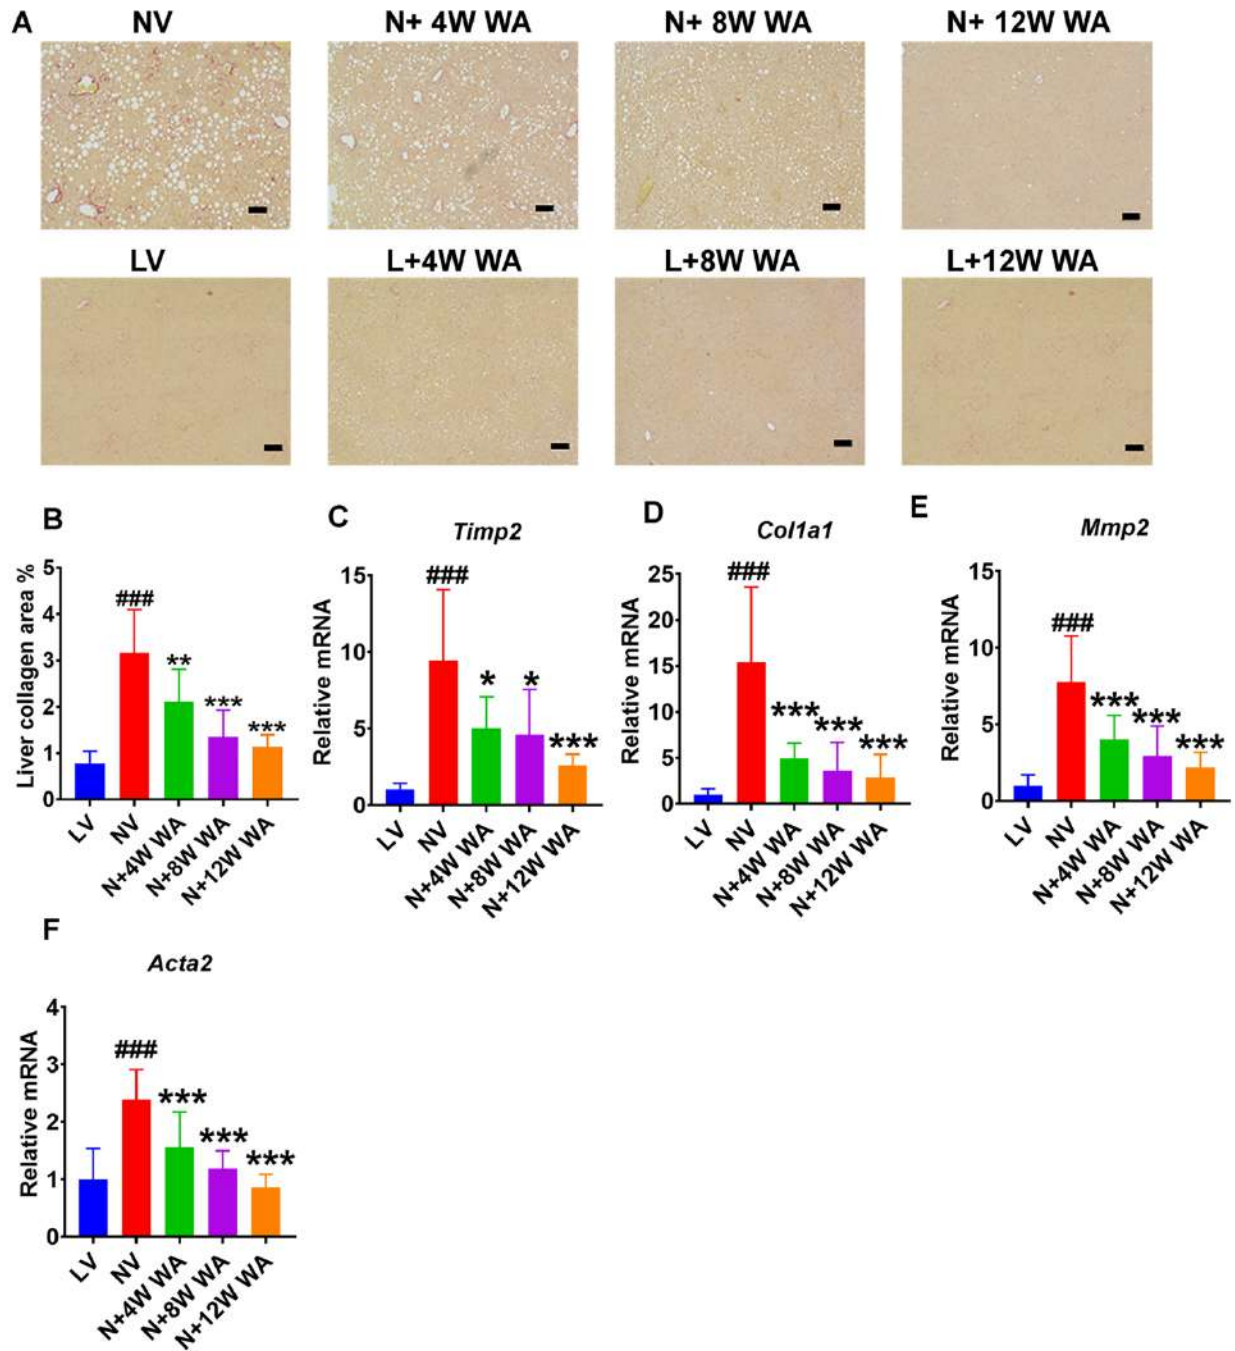 A
NV
N+ 4W WA
N+ 8W WA
N+ 12W WA
LV
L+4W WA
L+8W WA
L+12W WA
B
Liver collagen area %
5
4
3
2
1
0
###
**
***
***
LV
NV
N+4W WA
N+8W WA
N+12W WA
C
Timp2
Relative mRNA
15
10
5
0
###
*
*
***
LV
NV
N+4W WA
N+8W WA
N+12W WA
D
Col1a1
Relative mRNA
25
20
15
10
5
0
###
***
***
***
LV
NV
N+4W WA
N+8W WA
N+12W WA
E
Mmp2
Relative mRNA
15
10
5
0
###
***
***
***
LV
NV
N+4W WA
N+8W WA
N+12W WA
F
Acta2
Relative mRNA
4
3
2
1
0
###
***
***
***
LV
NV
N+4W WA
N+8W WA
N+12W WA